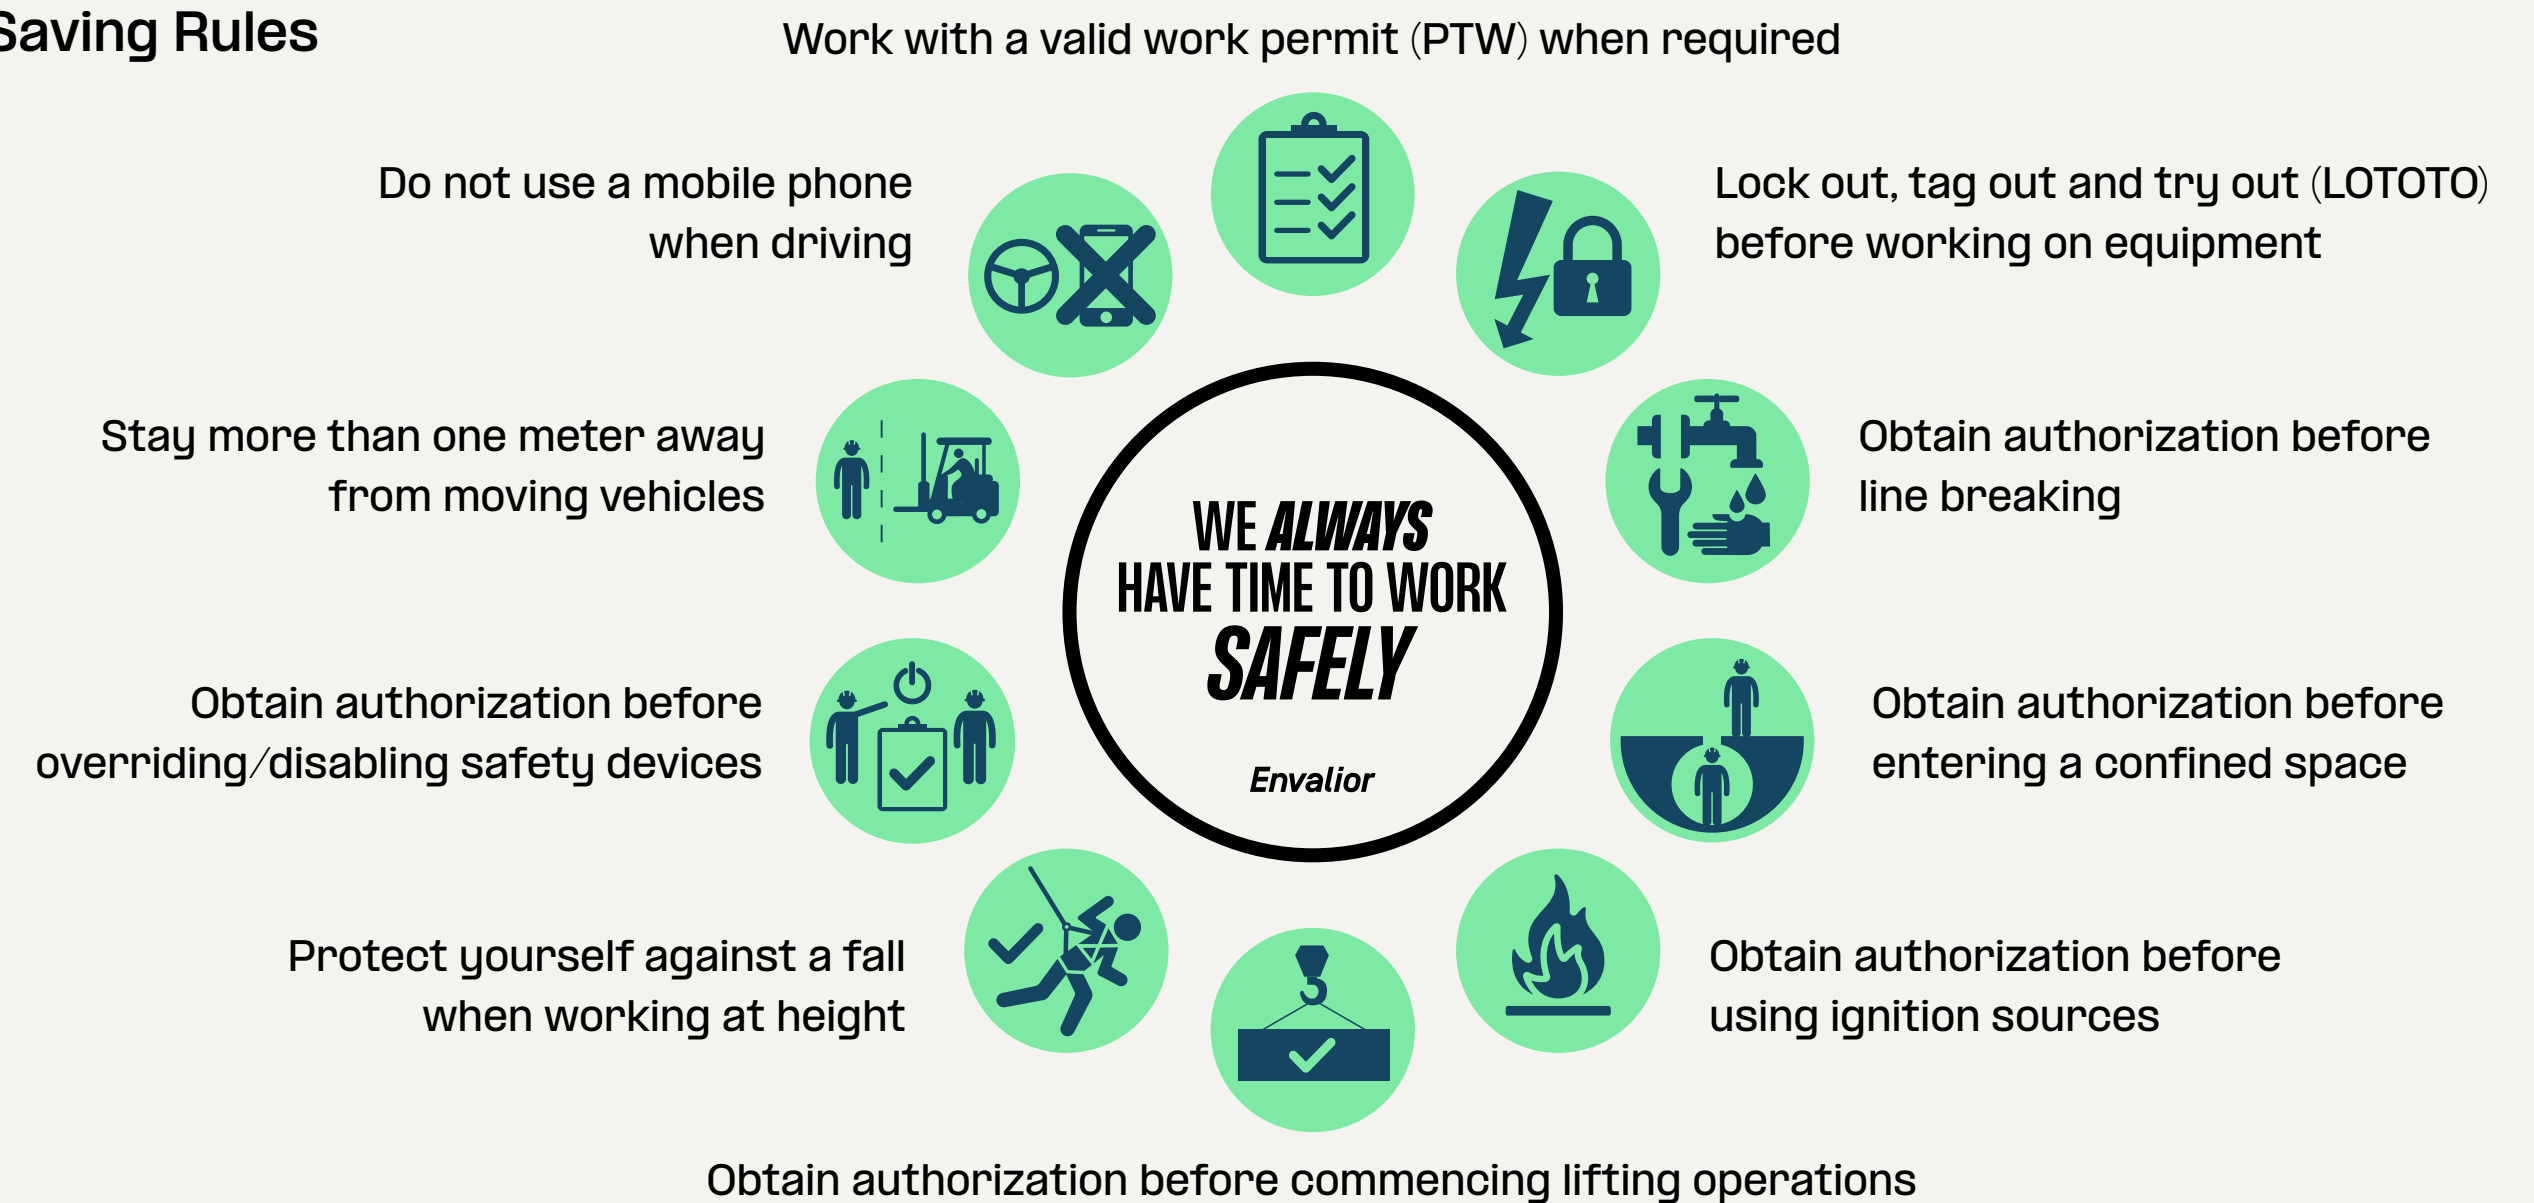 Saving Rules
Work with a valid work permit (PTW) when required
Do not use a mobile phone
when driving
Lock out, tag out and try out (LOTOTO)
before working on equipment
Stay more than one meter away
from moving vehicles
Obtain authorization before
line breaking
WE ALWAYS
HAVE TIME TO WORK
SAFELY
Envalior
Obtain authorization before
overriding/disabling safety devices
Obtain authorization before
entering a confined space
Protect yourself against a fall
when working at height
Obtain authorization before
using ignition sources
Obtain authorization before commencing lifting operations